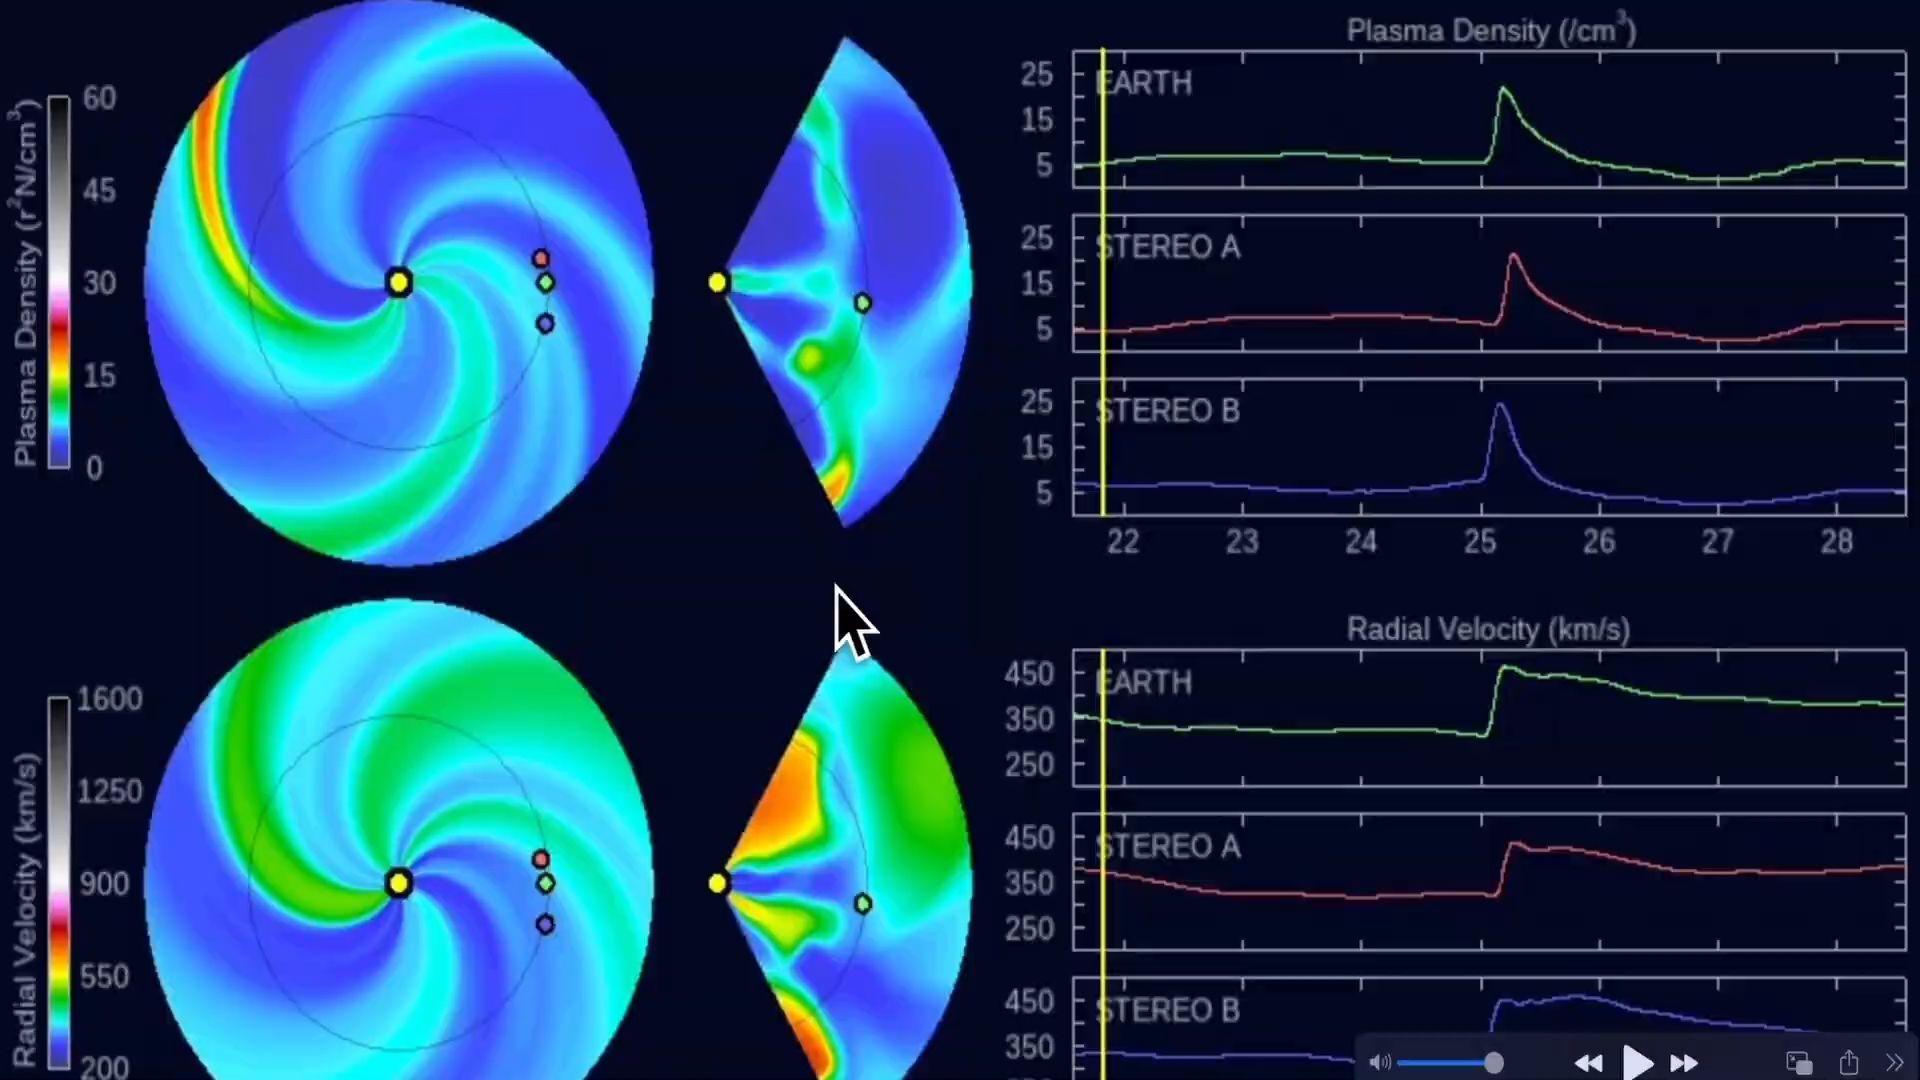 Plasma Density (r²N/cm³)
60
45
30
15
0
Plasma Density (/cm³)
EARTH
25
15
5
STEREO A
25
15
5
STEREO B
25
15
5
22 23 24 25 26 27 28
Radial Velocity (km/s)
1600
1250
900
550
200
Radial Velocity (km/s)
EARTH
450
350
250
STEREO A
450
350
250
STEREO B
450
350